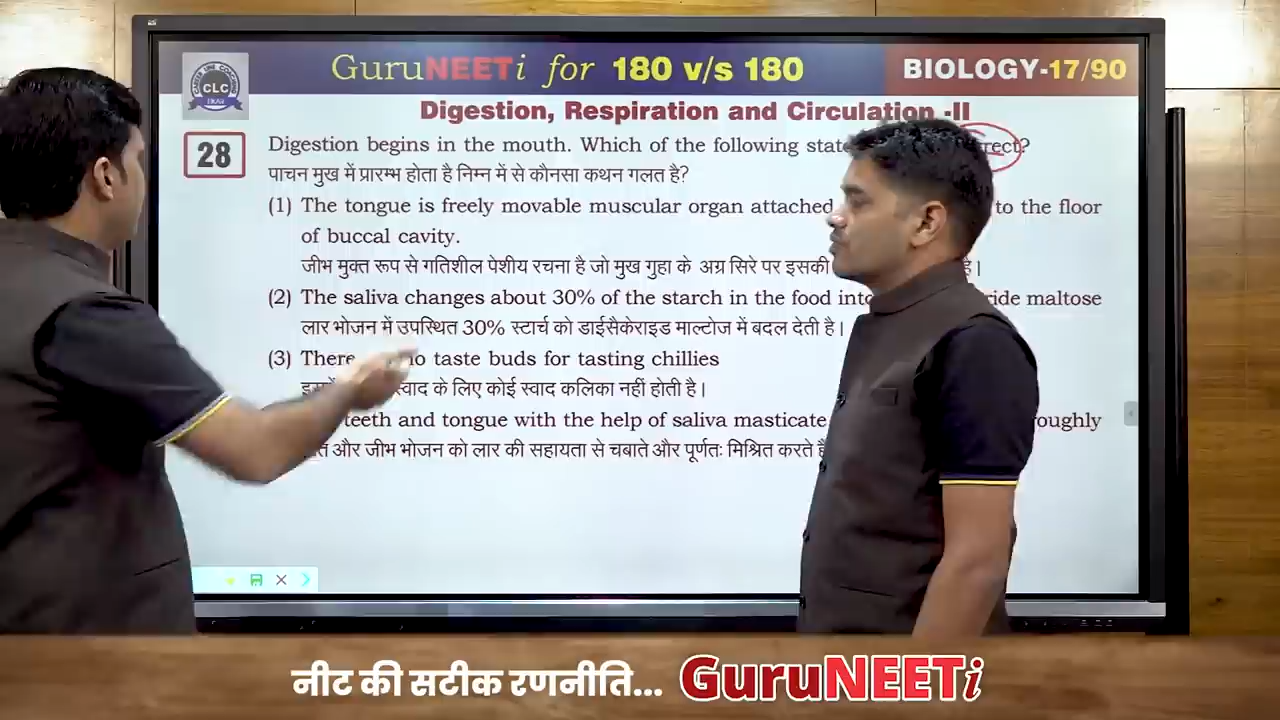 CLC
SIKAR
GuruNEETi for 180 v/s 180
BIOLOGY-17/90
Digestion, Respiration and Circulation -II
28
Digestion begins in the mouth. Which of the following
पाचन मुख में प्रारम्भ होता है निम्न में से कौनसा कथन गलत है?
(1) The tongue is freely movable muscular organ attached to the floor
of buccal cavity.
जीभ मुक्त रूप से गतिशील पेशीय रचना है जो मुख गुहा के अग्र सिरे पर इसकी है।
(2) The saliva changes about 30% of the starch in the food maltose
लार भोजन में उपस्थित 30% स्टार्च को डाईसैकेराइड माल्टोज में बदल देती है।
(3) There taste buds for tasting chillies
स्वाद के लिए कोई स्वाद कलिका नहीं होती है।
teeth and tongue with the help of saliva masticate
और जीभ भोजन को लार की सहायता से चबाते और पूर्णतः मिश्रित करते
नीट की सटीक रणनीति... GuruNEETi